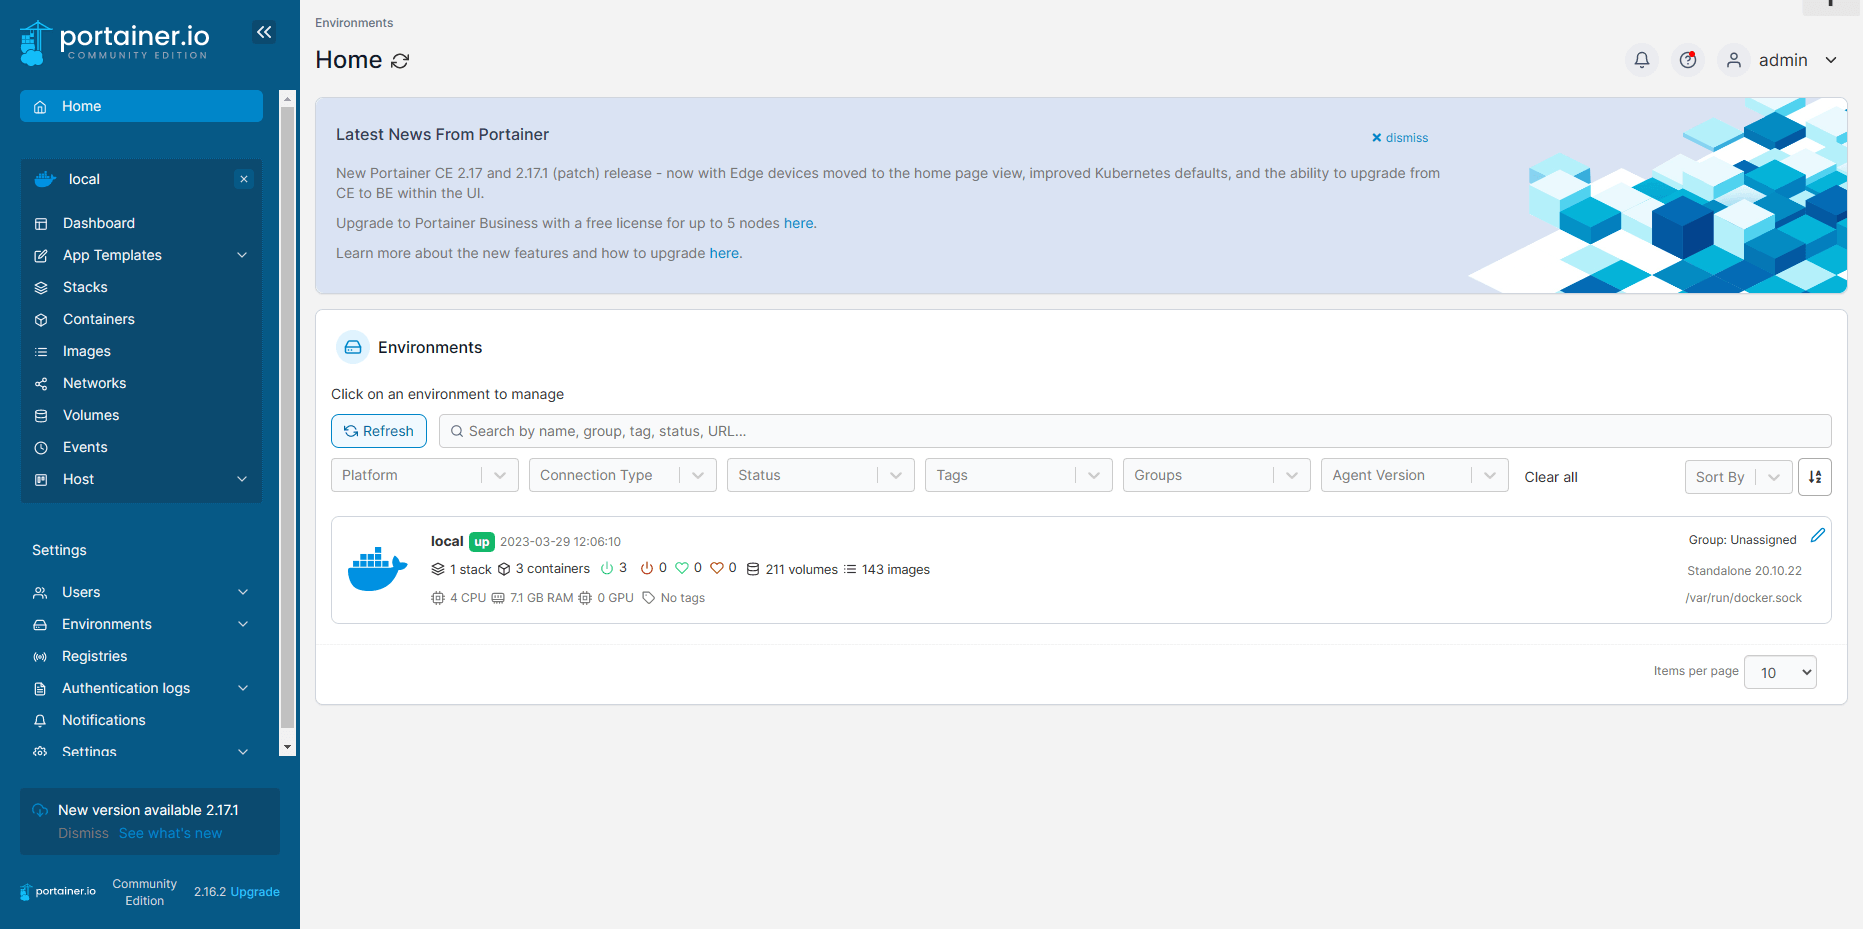 portainer.io
COMMUNITY EDITION
Home
local
Dashboard
App Templates
Stacks
Containers
Images
Networks
Volumes
Events
Host
Settings
Users
Environments
Registries
Authentication logs
Notifications
Settings
New version available 2.17.1
Dismiss See what's new
portainer.io Community Edition 2.16.2 Upgrade
Environments
Home
admin
Latest News From Portainer
dismiss
New Portainer CE 2.17 and 2.17.1 (patch) release - now with Edge devices moved to the home page view, improved Kubernetes defaults, and the ability to upgrade from
CE to BE within the UI.
Upgrade to Portainer Business with a free license for up to 5 nodes here.
Learn more about the new features and how to upgrade here.
Environments
Click on an environment to manage
Refresh Search by name, group, tag, status, URL...
Platform Connection Type Status Tags Groups Agent Version Clear all Sort By
local up 2023-03-29 12:06:10 Group: Unassigned
1 stack 3 containers 3 0 0 0 211 volumes 143 images Standalone 20.10.22
4 CPU 7.1 GB RAM 0 GPU No tags /var/run/docker.sock
Items per page 10